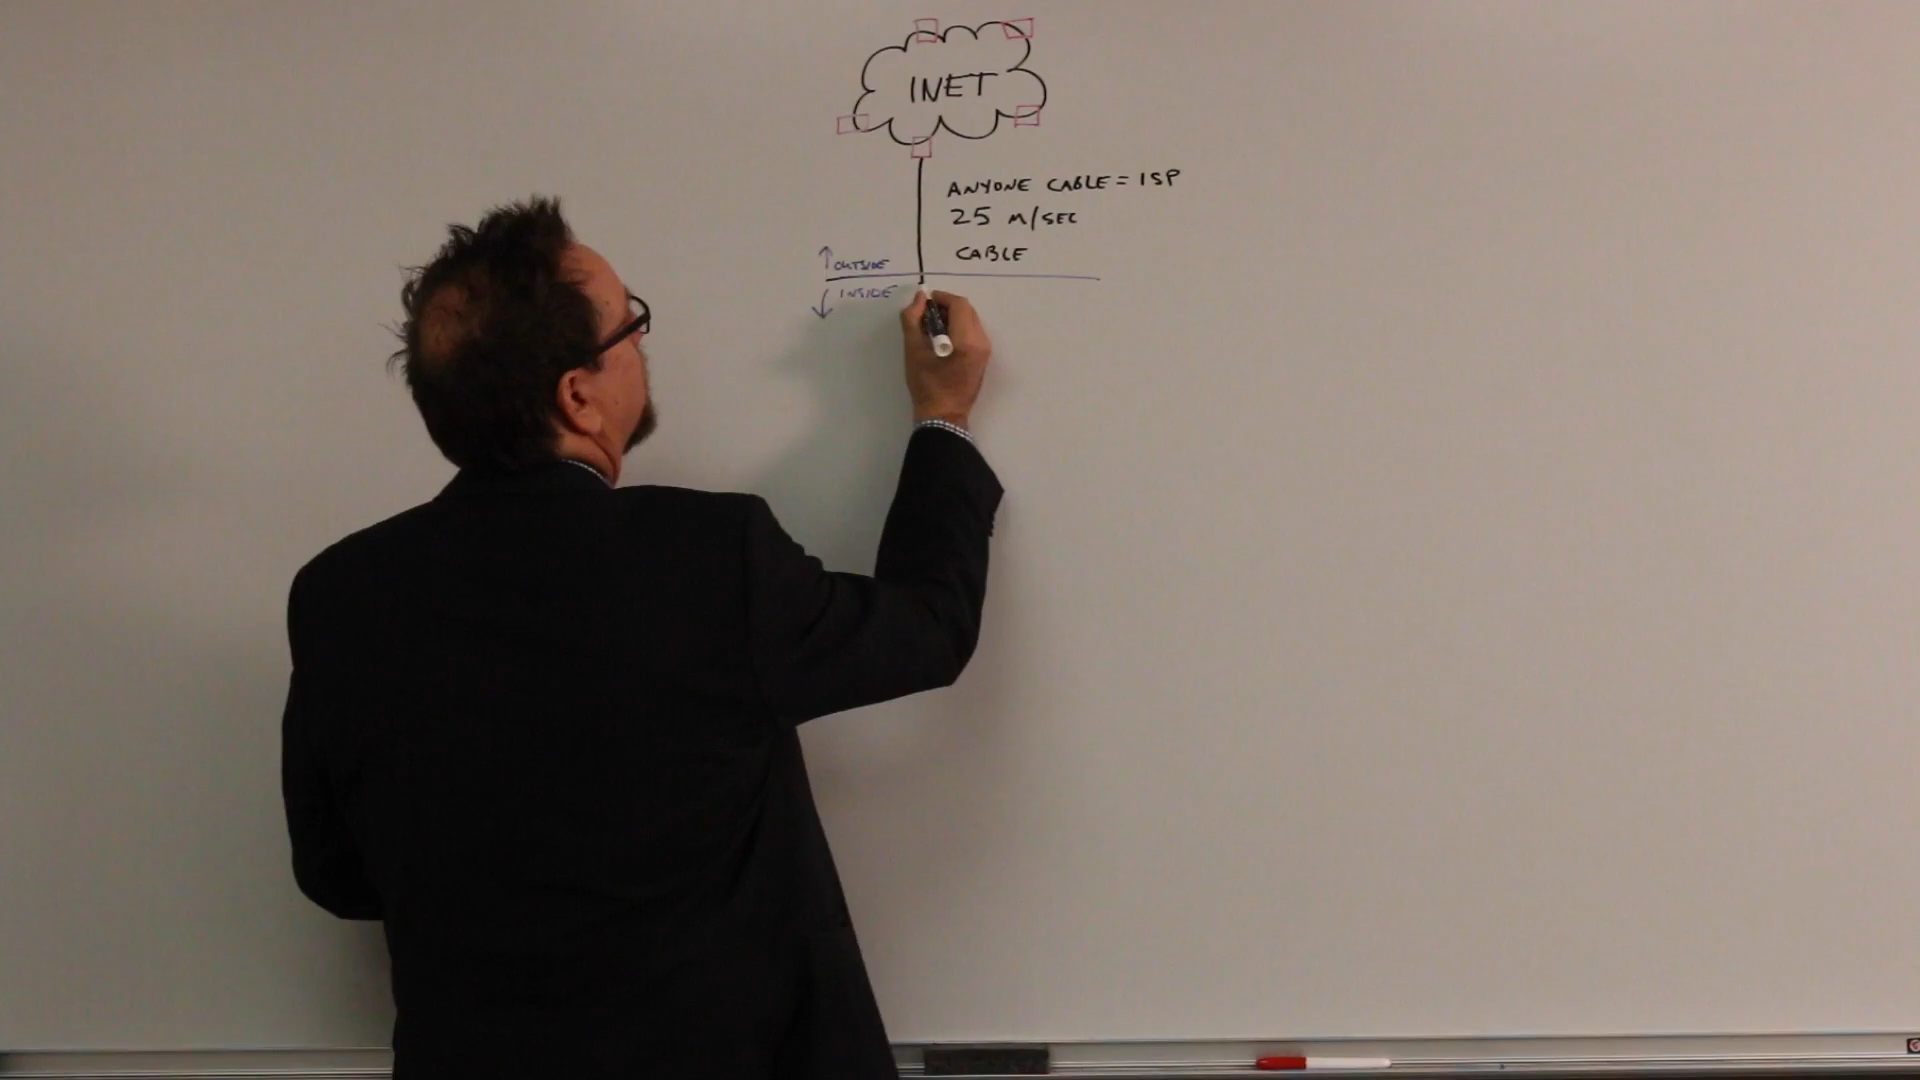 INET
ANYONE CABLE = ISP
25 M/SEC
CABLE
OUTSIDE
INSIDE